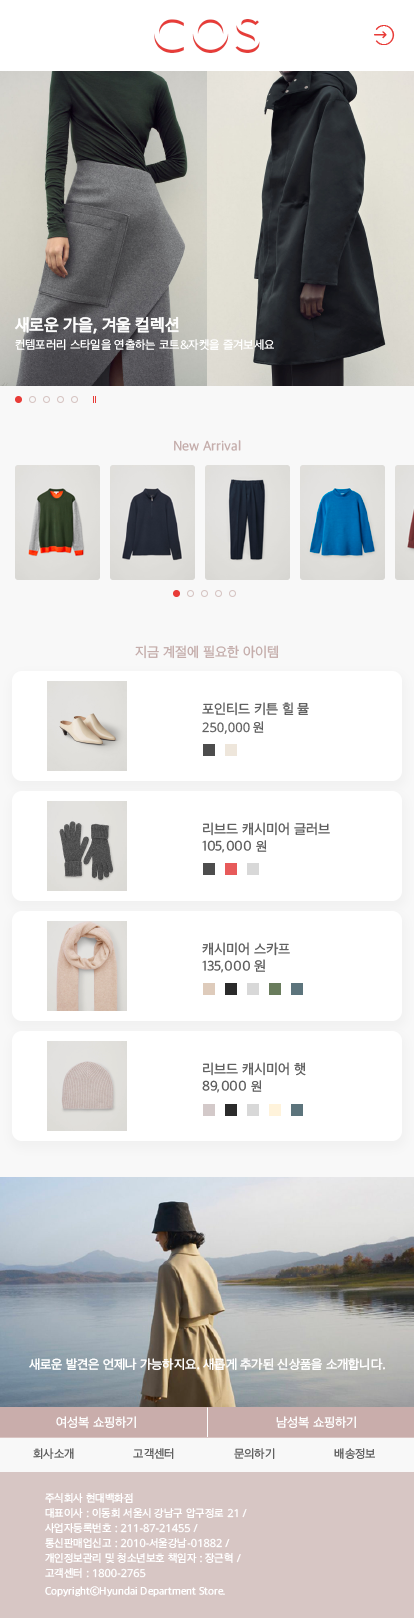 COS
새로운 가을, 겨울 컬렉션
컨템포러리 스타일을 연출하는 코트&자켓을 즐겨보세요
New Arrival
지금 계절에 필요한 아이템
포인티드 키튼 힐 뮬
250,000 원
리브드 캐시미어 글러브
105,000 원
캐시미어 스카프
135,000 원
리브드 캐시미어 햇
89,000 원
새로운 발견은 언제나 가능하지요. 새롭게 추가된 신상품을 소개합니다.
여성복 쇼핑하기 남성복 쇼핑하기
회사소개 고객센터 문의하기 배송정보
주식회사 현대백화점
대표이사 : 이동회 서울시 강남구 압구정로 21 /
사업자등록번호 : 211-87-21455 /
통신판매업신고 : 2010-서울강남-01882 /
개인정보관리 및 청소년보호 책임자 : 장근혁 /
고객센터 : 1800-2765
CopyrightⓒHyundai Department Store.